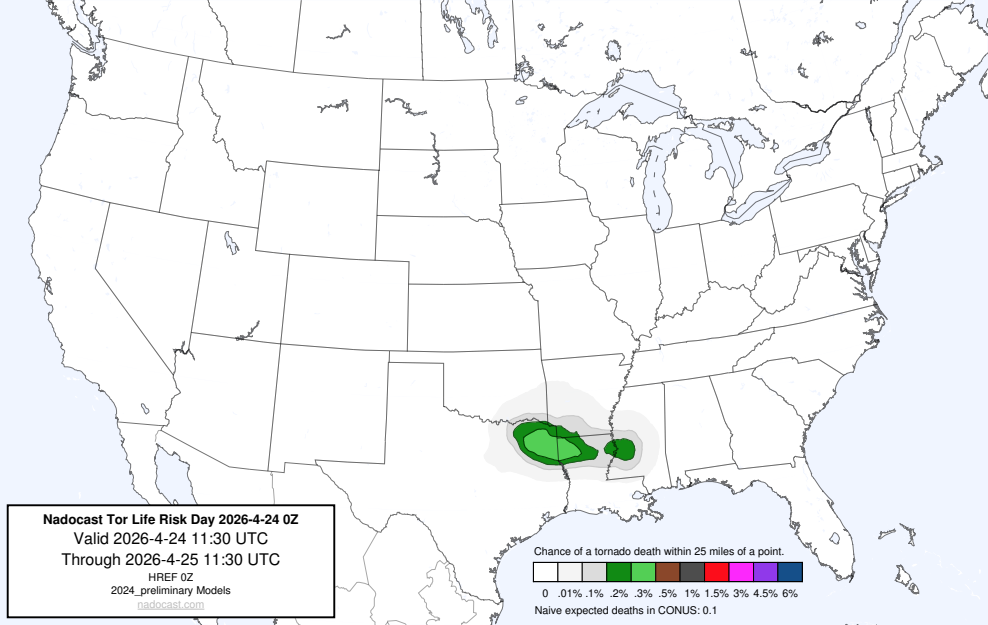 Nadocast Tor Life Risk Day 2026-4-24 0Z
Valid 2026-4-24 11:30 UTC
Through 2026-4-25 11:30 UTC
HREF 0Z
2024_preliminary Models
nadocast.com
Chance of a tornado death within 25 miles of a point.
0 .01% .1% .2% .3% .5% 1% 1.5% 3% 4.5% 6%
Naive expected deaths in CONUS: 0.1